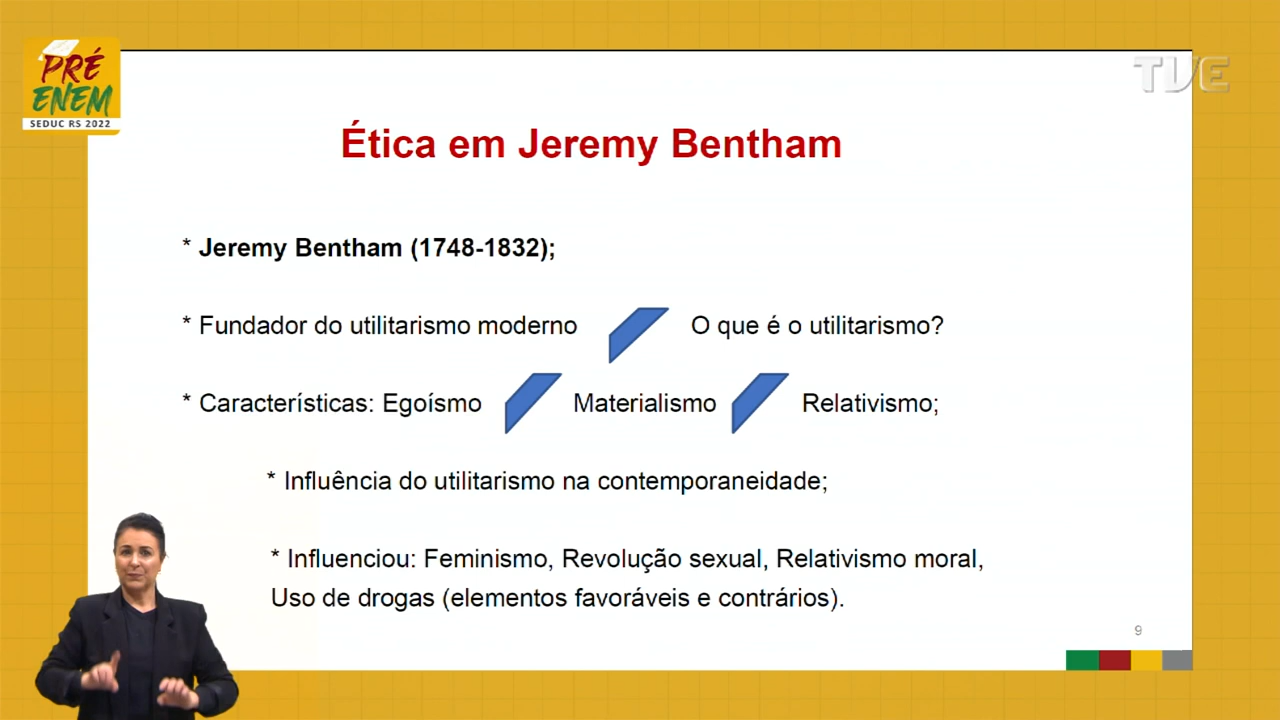 PRÉ
ENEM
SEDUC RS 2022
TVE
Ética em Jeremy Bentham
* Jeremy Bentham (1748-1832);
* Fundador do utilitarismo moderno O que é o utilitarismo?
* Características: Egoísmo Materialismo Relativismo;
* Influência do utilitarismo na contemporaneidade;
* Influenciou: Feminismo, Revolução sexual, Relativismo moral,
Uso de drogas (elementos favoráveis e contrários).
9